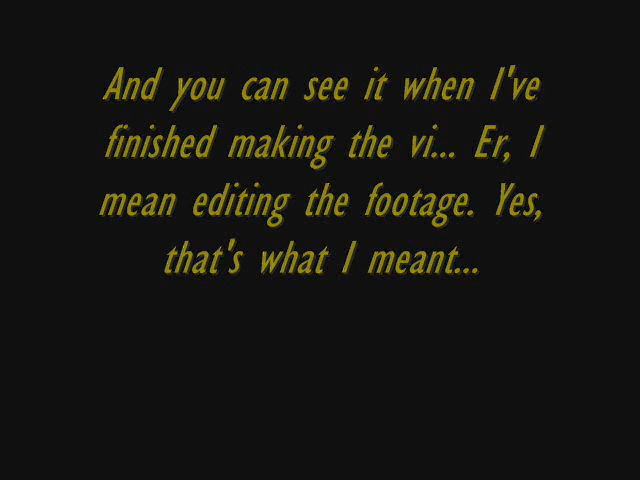 And you can see it when I've
finished making the vi... Er, I
mean editing the footage. Yes,
that's what I meant...